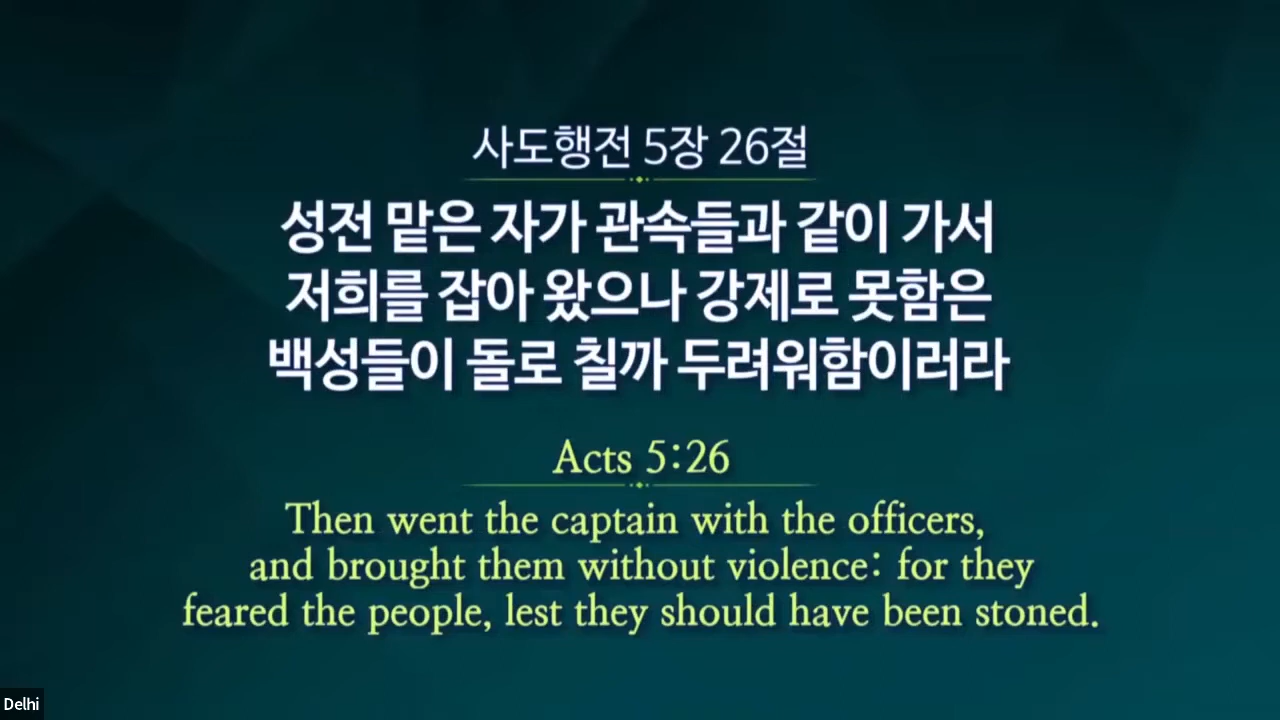 사도행전 5장 26절
성전 맡은 자가 관속들과 같이 가서
저희를 잡아 왔으나 강제로 못함은
백성들이 돌로 칠까 두려워함이러라
Acts 5:26
Then went the captain with the officers,
and brought them without violence: for they
feared the people, lest they should have been stoned.
Delhi